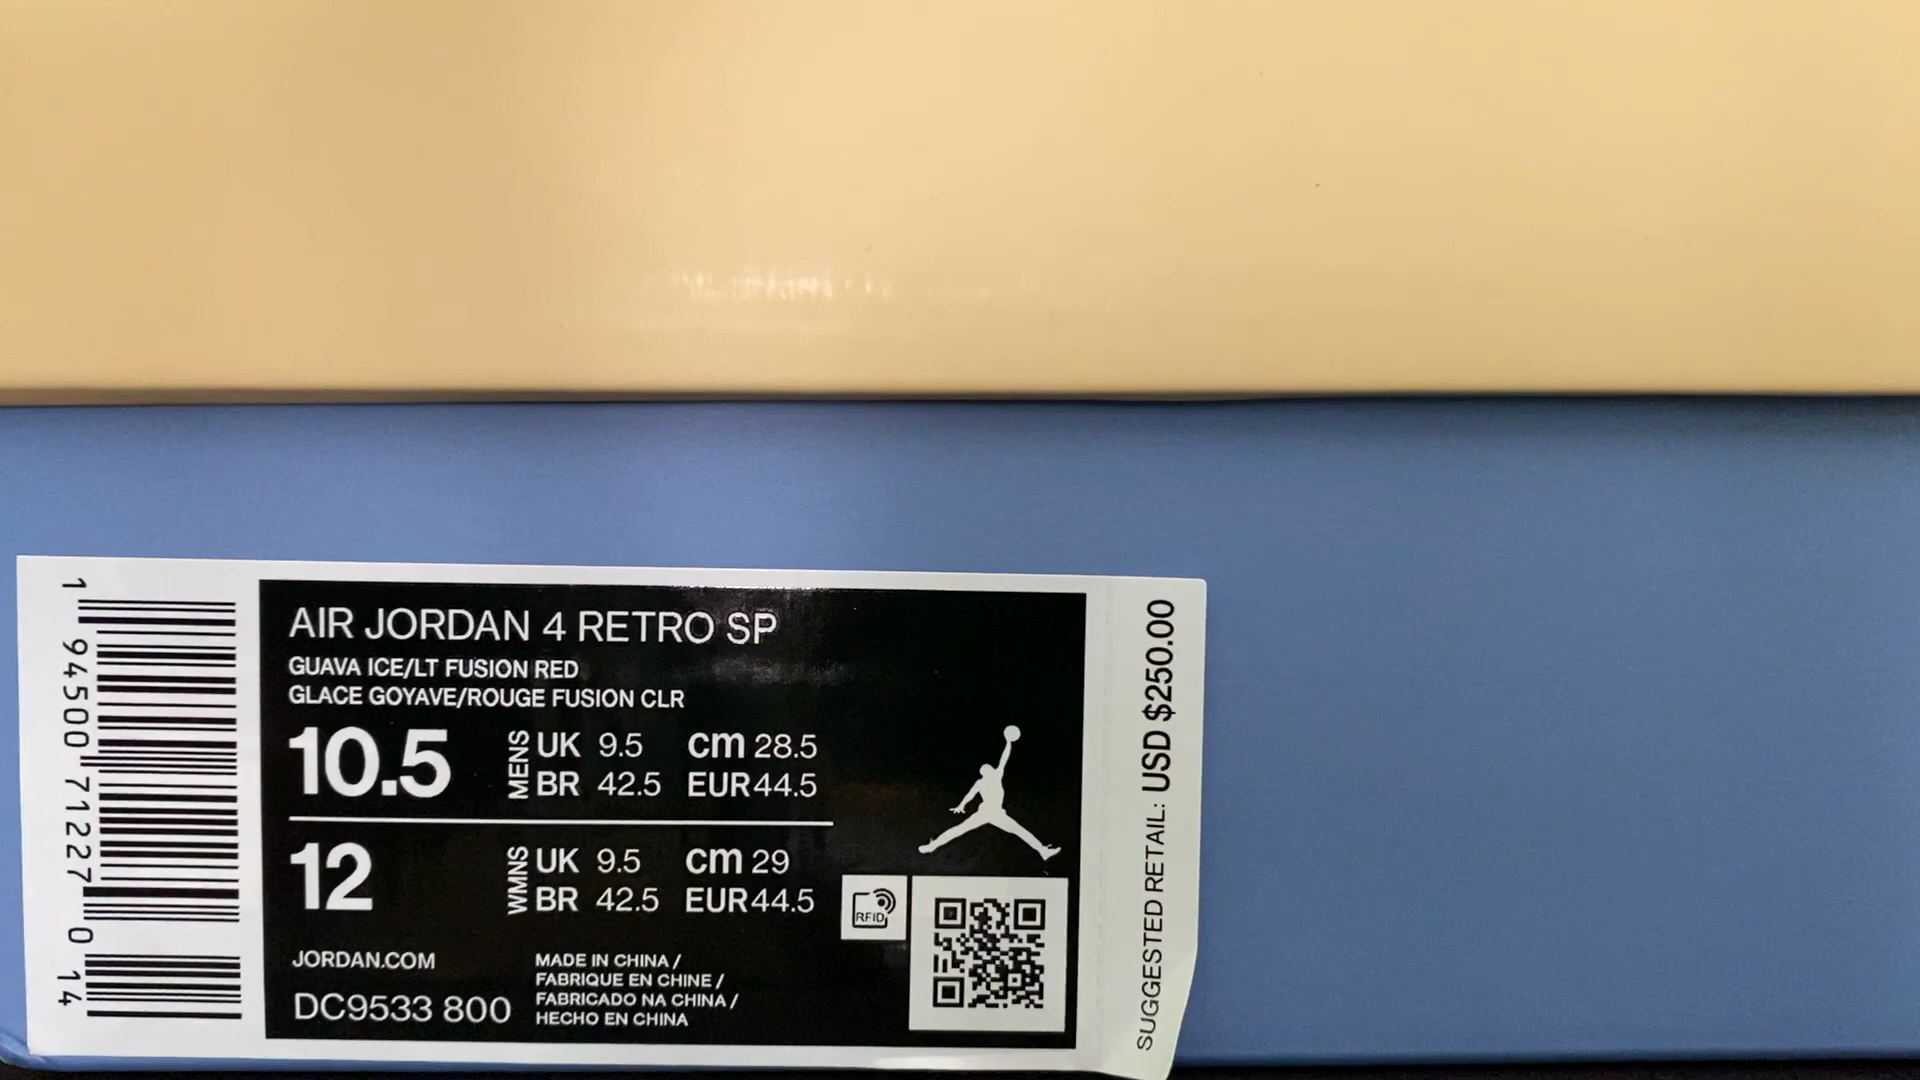 1 94500 71227 0 14
AIR JORDAN 4 RETRO SP
GUAVA ICE/LT FUSION RED
GLACE GOYAVE/ROUGE FUSION CLR
10.5 MENS UK 9.5 cm 28.5
BR 42.5 EUR 44.5
12 WMNS UK 9.5 cm 29
BR 42.5 EUR 44.5
JORDAN.COM
DC9533 800
MADE IN CHINA /
FABRIQUE EN CHINE /
FABRICADO NA CHINA /
HECHO EN CHINA
RFID
SUGGESTED RETAIL: USD $250.00